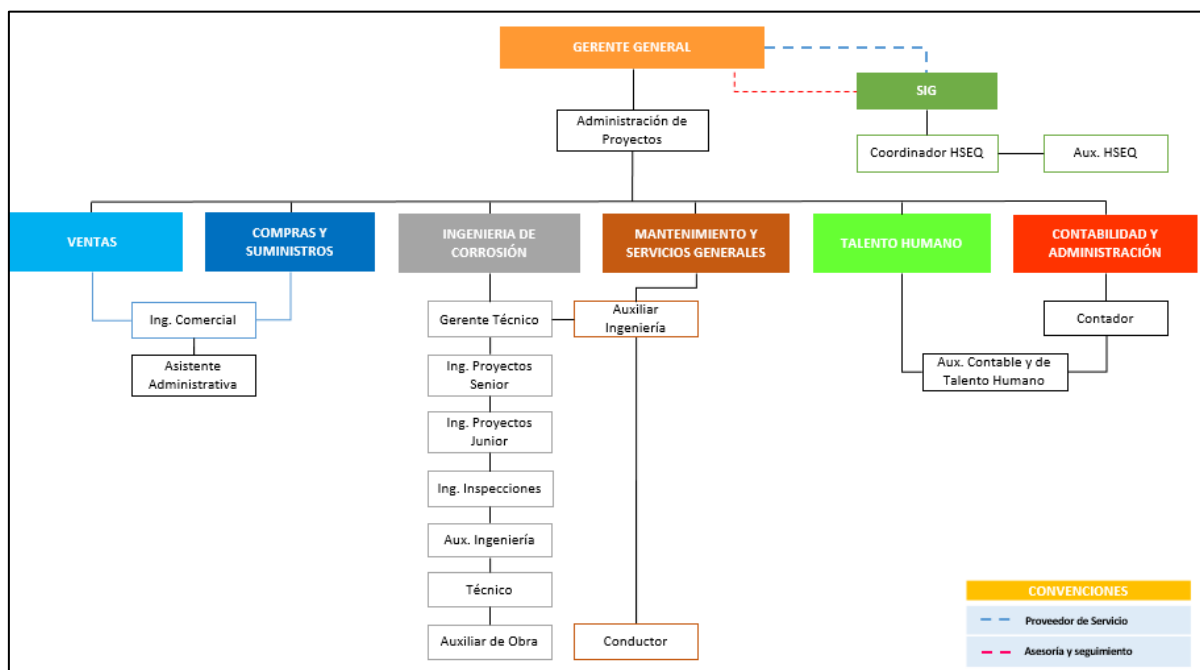 GERENTE GENERAL
SIG
Administración de
Proyectos
Coordinador HSEQ
Aux. HSEQ
VENTAS
COMPRAS Y
SUMINISTROS
INGENIERIA DE
CORROSIÓN
MANTENIMIENTO Y
SERVICIOS GENERALES
TALENTO HUMANO
CONTABILIDAD Y
ADMINISTRACIÓN
Ing. Comercial
Gerente Técnico
Auxiliar
Ingeniería
Contador
Asistente
Administrativa
Ing. Proyectos
Senior
Aux. Contable y de
Talento Humano
Ing. Proyectos
Junior
Ing. Inspecciones
Aux. Ingeniería
Técnico
Auxiliar de Obra
Conductor
CONVENCIONES
Proveedor de Servicio
Asesoría y seguimiento